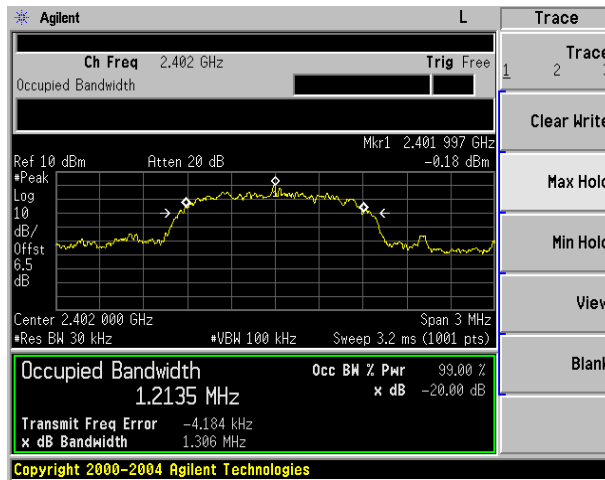 Agilent L Trace
Ch Freq 2.402 GHz Trig Free
Occupied Bandwidth
Trace
1 2 3
Clear Write
Max Hold
Min Hold
View
Blank
Mkr1 2.401 997 GHz
Ref 10 dBm Atten 20 dB -0.18 dBm
#Peak
Log
10
dB/
Offst
6.5
dB
Center 2.402 000 GHz Span 3 MHz
#Res BW 30 kHz #VBW 100 kHz Sweep 3.2 ms (1001 pts)
Occupied Bandwidth Occ BW % Pwr 99.00 %
1.2135 MHz x dB -20.00 dB
Transmit Freq Error -4.184 kHz
x dB Bandwidth 1.306 MHz
Copyright 2000-2004 Agilent Technologies